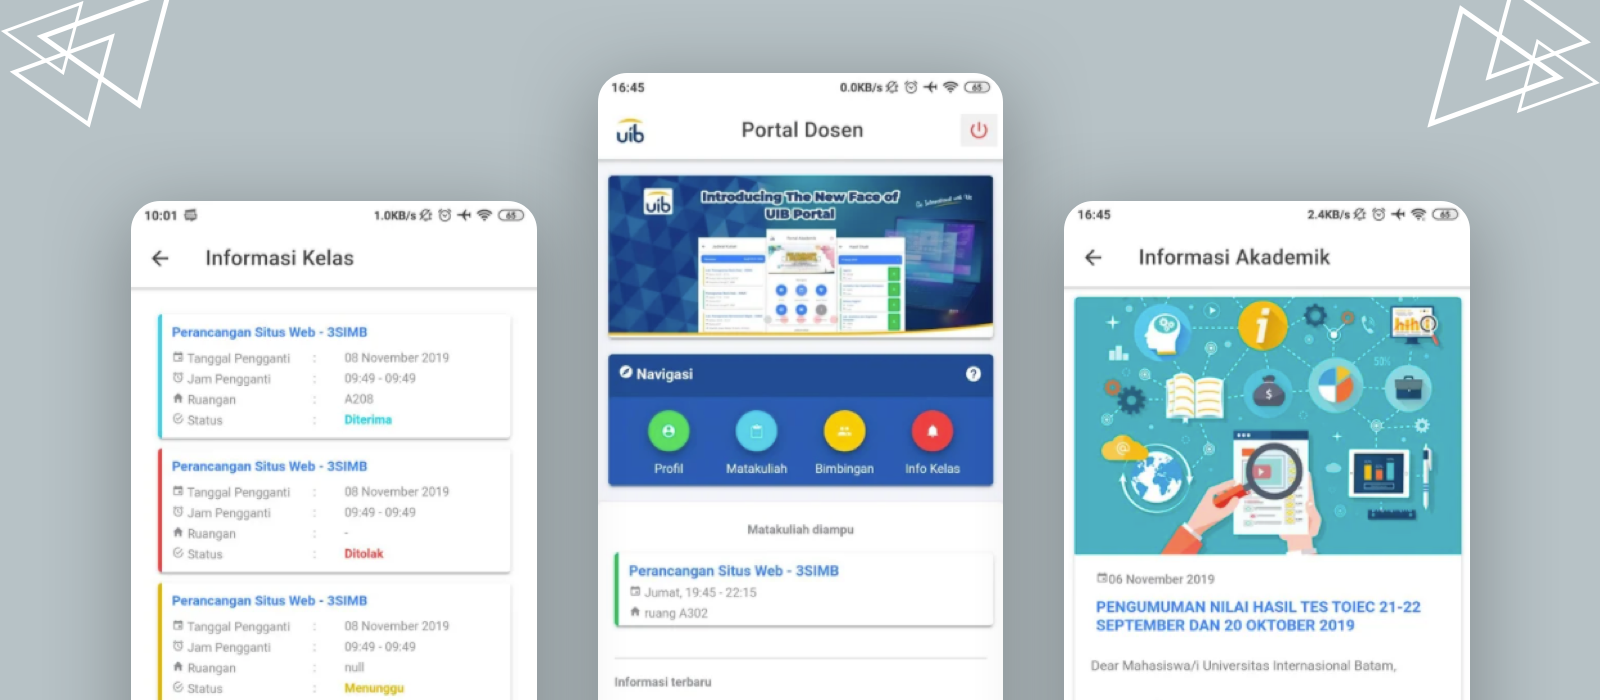 10:01
1.0KB/s
65
Informasi Kelas
Perancangan Situs Web - 3SIMB
Tanggal Pengganti : 08 November 2019
Jam Pengganti : 09:49 - 09:49
Ruangan : A208
Status : Diterima
Perancangan Situs Web - 3SIMB
Tanggal Pengganti : 08 November 2019
Jam Pengganti : 09:49 - 09:49
Ruangan : -
Status : Ditolak
Perancangan Situs Web - 3SIMB
Tanggal Pengganti : 08 November 2019
Jam Pengganti : 09:49 - 09:49
Ruangan : null
Status : Menunggu
16:45
0.0KB/s
65
uib
Portal Dosen
uib
Introducing The New Face of
UIB Portal
Navigasi
?
Profil
Matakuliah
Bimbingan
Info Kelas
Matakuliah diampu
Perancangan Situs Web - 3SIMB
Jumat, 19:45 - 22:15
ruang A302
Informasi terbaru
16:45
2.4KB/s
65
Informasi Akademik
i
50%
$
@
06 November 2019
PENGUMUMAN NILAI HASIL TES TOIEC 21-22
SEPTEMBER DAN 20 OKTOBER 2019
Dear Mahasiswa/i Universitas Internasional Batam,